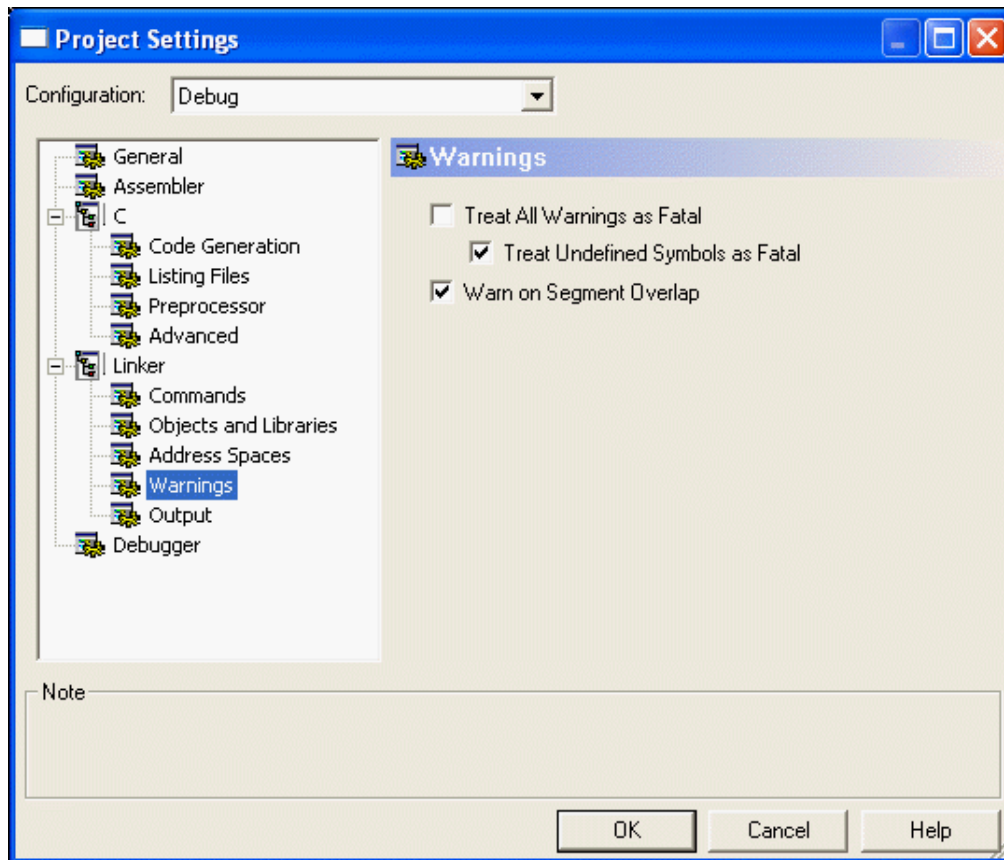 Project Settings
Configuration: Debug
General
Assembler
C
Code Generation
Listing Files
Preprocessor
Advanced
Linker
Commands
Objects and Libraries
Address Spaces
Warnings
Output
Debugger
Warnings
Treat All Warnings as Fatal
Treat Undefined Symbols as Fatal
Warn on Segment Overlap
Note
OK Cancel Help